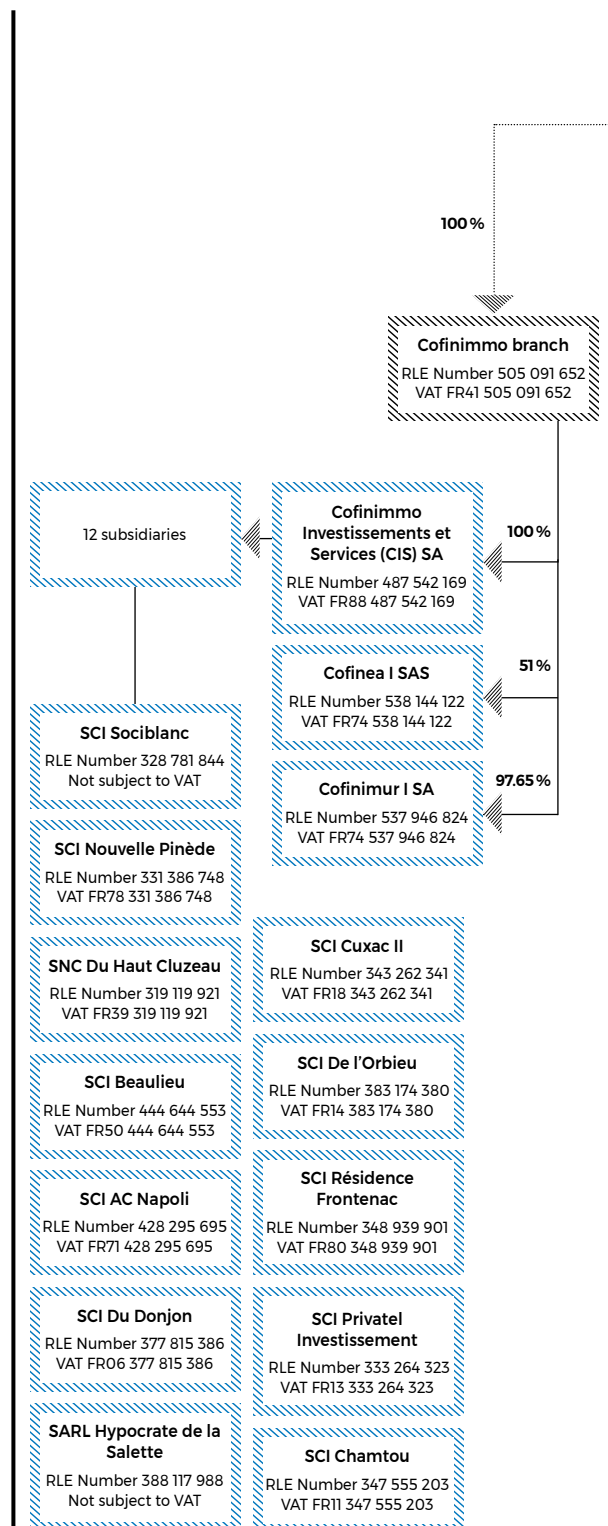 100 %
Cofinimmo branch
RLE Number 505 091 652
VAT FR41 505 091 652
12 subsidiaries
Cofinimmo
Investissements et
Services (CIS) SA
RLE Number 487 542 169
VAT FR88 487 542 169
100 %
Cofinea I SAS
RLE Number 538 144 122
VAT FR74 538 144 122
51 %
Cofinimur I SA
RLE Number 537 946 824
VAT FR74 537 946 824
97.65 %
SCI Sociblanc
RLE Number 328 781 844
Not subject to VAT
SCI Nouvelle Pinède
RLE Number 331 386 748
VAT FR78 331 386 748
SNC Du Haut Cluzeau
RLE Number 319 119 921
VAT FR39 319 119 921
SCI Beaulieu
RLE Number 444 644 553
VAT FR50 444 644 553
SCI AC Napoli
RLE Number 428 295 695
VAT FR71 428 295 695
SCI Du Donjon
RLE Number 377 815 386
VAT FR06 377 815 386
SARL Hypocrate de la
Salette
RLE Number 388 117 988
Not subject to VAT
SCI Cuxac II
RLE Number 343 262 341
VAT FR18 343 262 341
SCI De l'Orbieu
RLE Number 383 174 380
VAT FR14 383 174 380
SCI Résidence
Frontenac
RLE Number 348 939 901
VAT FR80 348 939 901
SCI Privatel
Investissement
RLE Number 333 264 323
VAT FR13 333 264 323
SCI Chamtou
RLE Number 347 555 203
VAT FR11 347 555 203